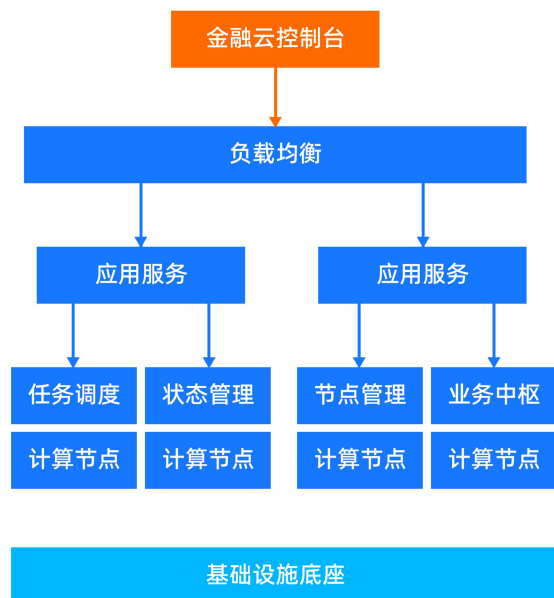 金融云控制台
负载均衡
应用服务 应用服务
任务调度 状态管理 节点管理 业务中枢
计算节点 计算节点 计算节点 计算节点
基础设施底座